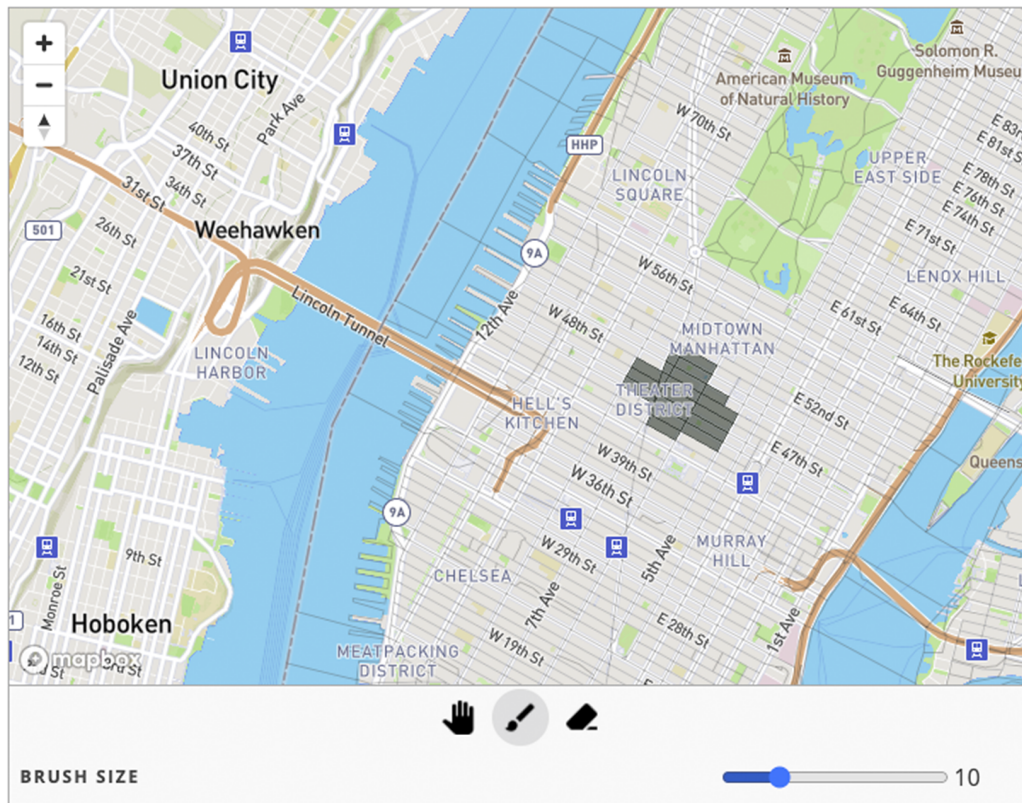 +
Union City
Park Ave
40th St
37th St
34th St
31st St
501
26th St
Weehawken
21st St
16th St
14th St
12th St
Palisade Ave
LINCOLN
HARBOR
Lincoln Tunnel
9th St
Monroe St
Hoboken
mapbox
3rd St
HHP
9A
12th Ave
W 70th St
LINCOLN
SQUARE
American Museum
of Natural History
Solomon R.
Guggenheim Museu
E 83r
E 81st S
E 78th St
E 76th St
E 74th St
UPPER
EAST SIDE
E 71st St
LENOX HILL
E 64th St
E 61st St
W 56th St
W 48th St
MIDTOWN
MANHATTAN
THEATER
DISTRICT
The Rockefe
University
HELL'S
KITCHEN
E 52nd St
E 47th St
W 39th St
W 36th St
Queens
9A
W 29th St
MURRAY
HILL
5th Ave
CHELSEA
7th Ave
E 28th St
1st Ave
W 19th St
MEATPACKING
DISTRICT
BRUSH SIZE
10